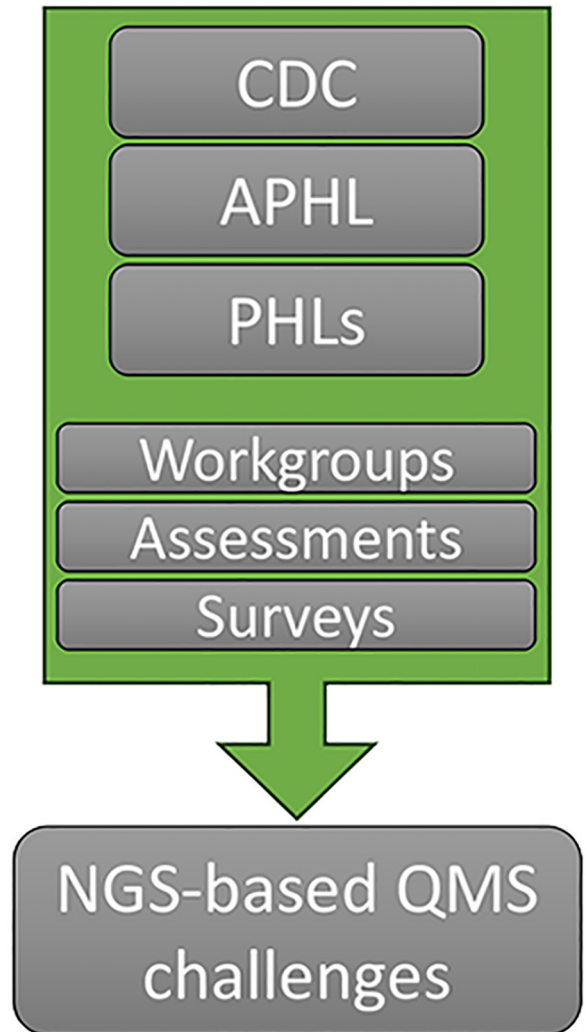 CDC
APHL
PHLs
Workgroups
Assessments
Surveys
NGS-based QMS
challenges